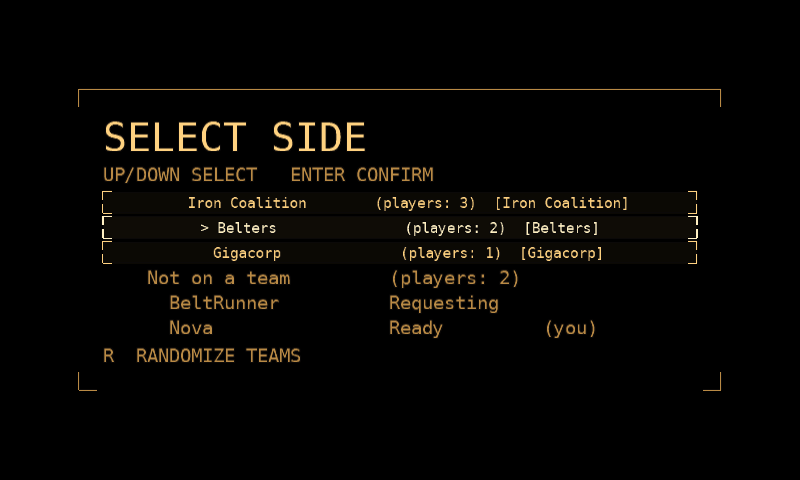 SELECT SIDE
UP/DOWN SELECT   ENTER CONFIRM
Iron Coalition        (players: 3)  [Iron Coalition]
> Belters               (players: 2)  [Belters]
Gigacorp              (players: 1)  [Gigacorp]
Not on a team         (players: 2)
BeltRunner          Requesting
Nova                Ready         (you)
R  RANDOMIZE TEAMS